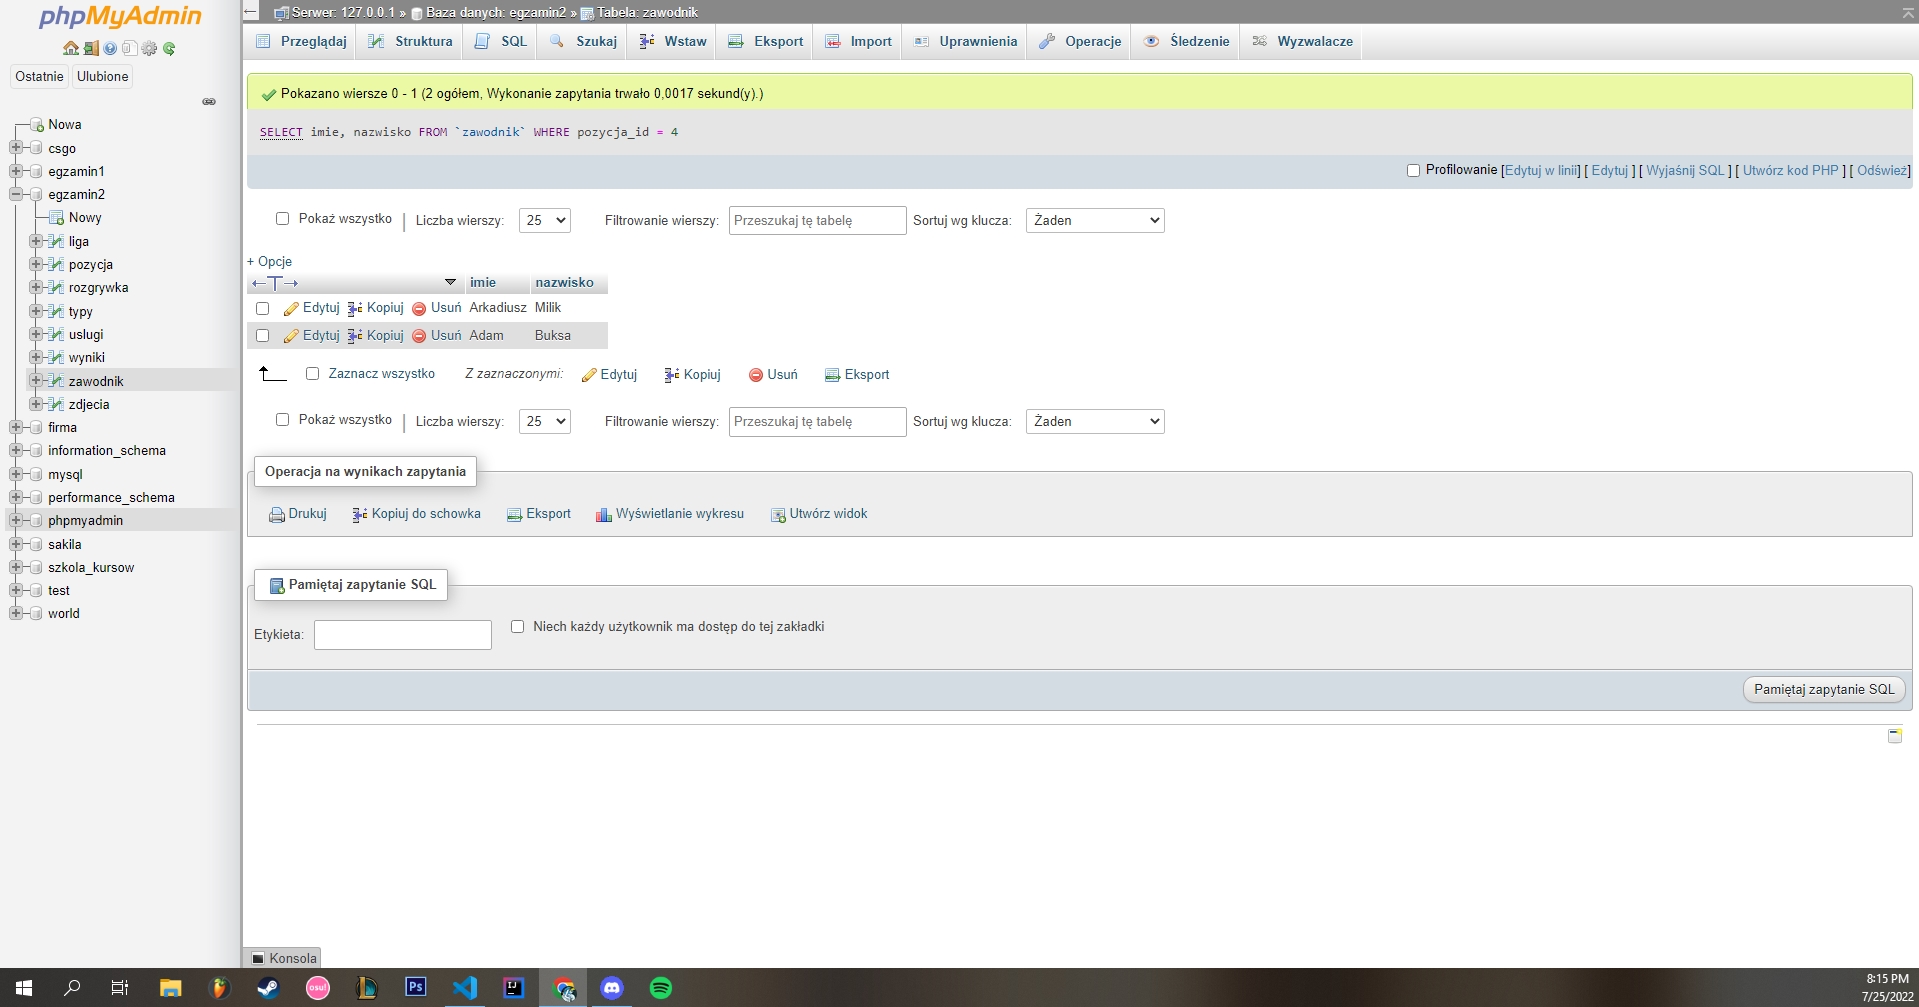 phpMyAdmin
Ostatnie Ulubione
Nowa
csgo
egzamin1
egzamin2
Nowy
liga
pozycja
rozgrywka
typy
uslugi
wyniki
zawodnik
zdjecia
firma
information_schema
mysql
performance_schema
phpmyadmin
sakila
szkola_kursow
test
world
Serwer: 127.0.0.1 » Baza danych: egzamin2 » Tabela: zawodnik
Przeglądaj Struktura SQL Szukaj Wstaw Eksport Import Uprawnienia Operacje Śledzenie Wyzwalacze
Pokazano wiersze 0 - 1 (2 ogółem, Wykonanie zapytania trwało 0,0017 sekund(y).)
SELECT imie, nazwisko FROM `zawodnik` WHERE pozycja_id = 4
Profilowanie [Edytuj w linii] [ Edytuj ] [ Wyjaśnij SQL ] [ Utwórz kod PHP ] [ Odśwież]
Pokaż wszystko | Liczba wierszy: 25 Filtrowanie wierszy: Przeszukaj tę tabelę Sortuj wg klucza: Żaden
+ Opcje
←T→ imie nazwisko
Edytuj Kopiuj Usuń Arkadiusz Milik
Edytuj Kopiuj Usuń Adam Buksa
Zaznacz wszystko Z zaznaczonymi: Edytuj Kopiuj Usuń Eksport
Pokaż wszystko | Liczba wierszy: 25 Filtrowanie wierszy: Przeszukaj tę tabelę Sortuj wg klucza: Żaden
Operacja na wynikach zapytania
Drukuj Kopiuj do schowka Eksport Wyświetlanie wykresu Utwórz widok
Pamiętaj zapytanie SQL
Etykieta: Niech każdy użytkownik ma dostęp do tej zakładki
Pamiętaj zapytanie SQL
Konsola
osu! Ps IJ
8:15 PM
7/25/2022